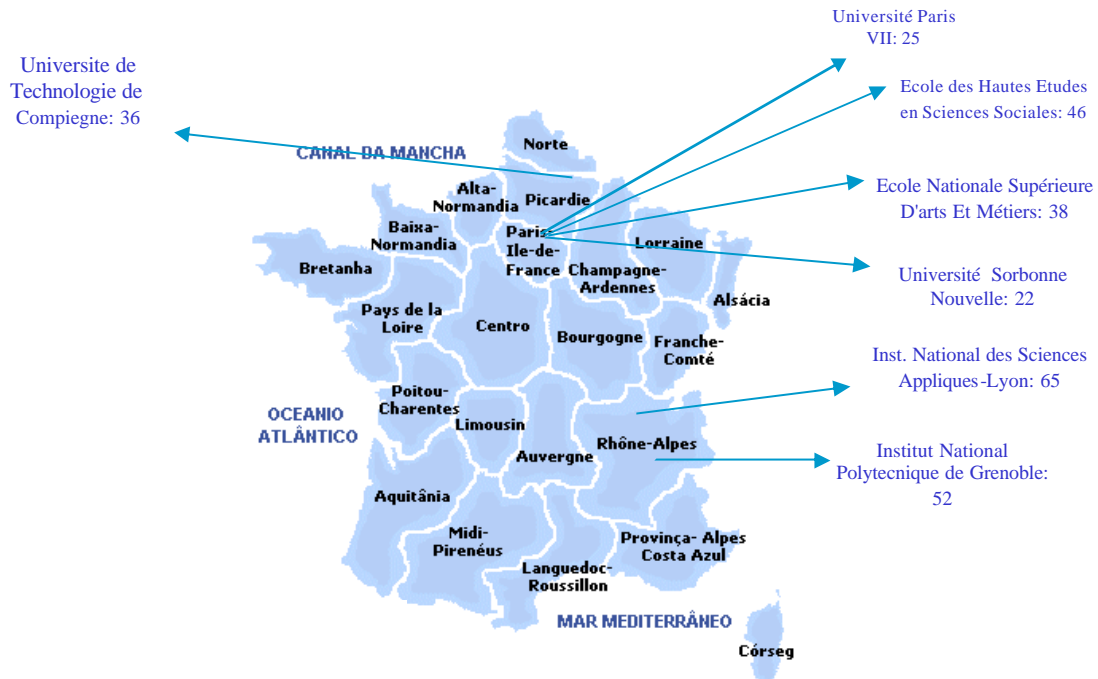 Université Paris
VII: 25
Universite de
Technologie de
Compiegne: 36
Ecole des Hautes Etudes
en Sciences Sociales: 46
Norte
CANAL DA MANCHA
Alta-
Normandia
Picardie
Ecole Nationale Supérieure
D'arts Et Métiers: 38
Baixa-
Normandia
Paris-
Ile-de-
France
Lorraine
Champagne-
Ardennes
Bretanha
Alsácia
Université Sorbonne
Nouvelle: 22
Pays de la
Loire
Centro
Bourgogne
Franche-
Comté
Inst. National des Sciences
Appliques-Lyon: 65
Poitou-
Charentes
OCEANIO
ATLÂNTICO
Limousin
Auvergne
Rhône-Alpes
Institut National
Polytecnique de Grenoble:
52
Aquitânia
Midi-
Pirenéus
Provinça- Alpes
Costa Azul
Languedoc-
Roussillon
MAR MEDITERRÂNEO
Córseg